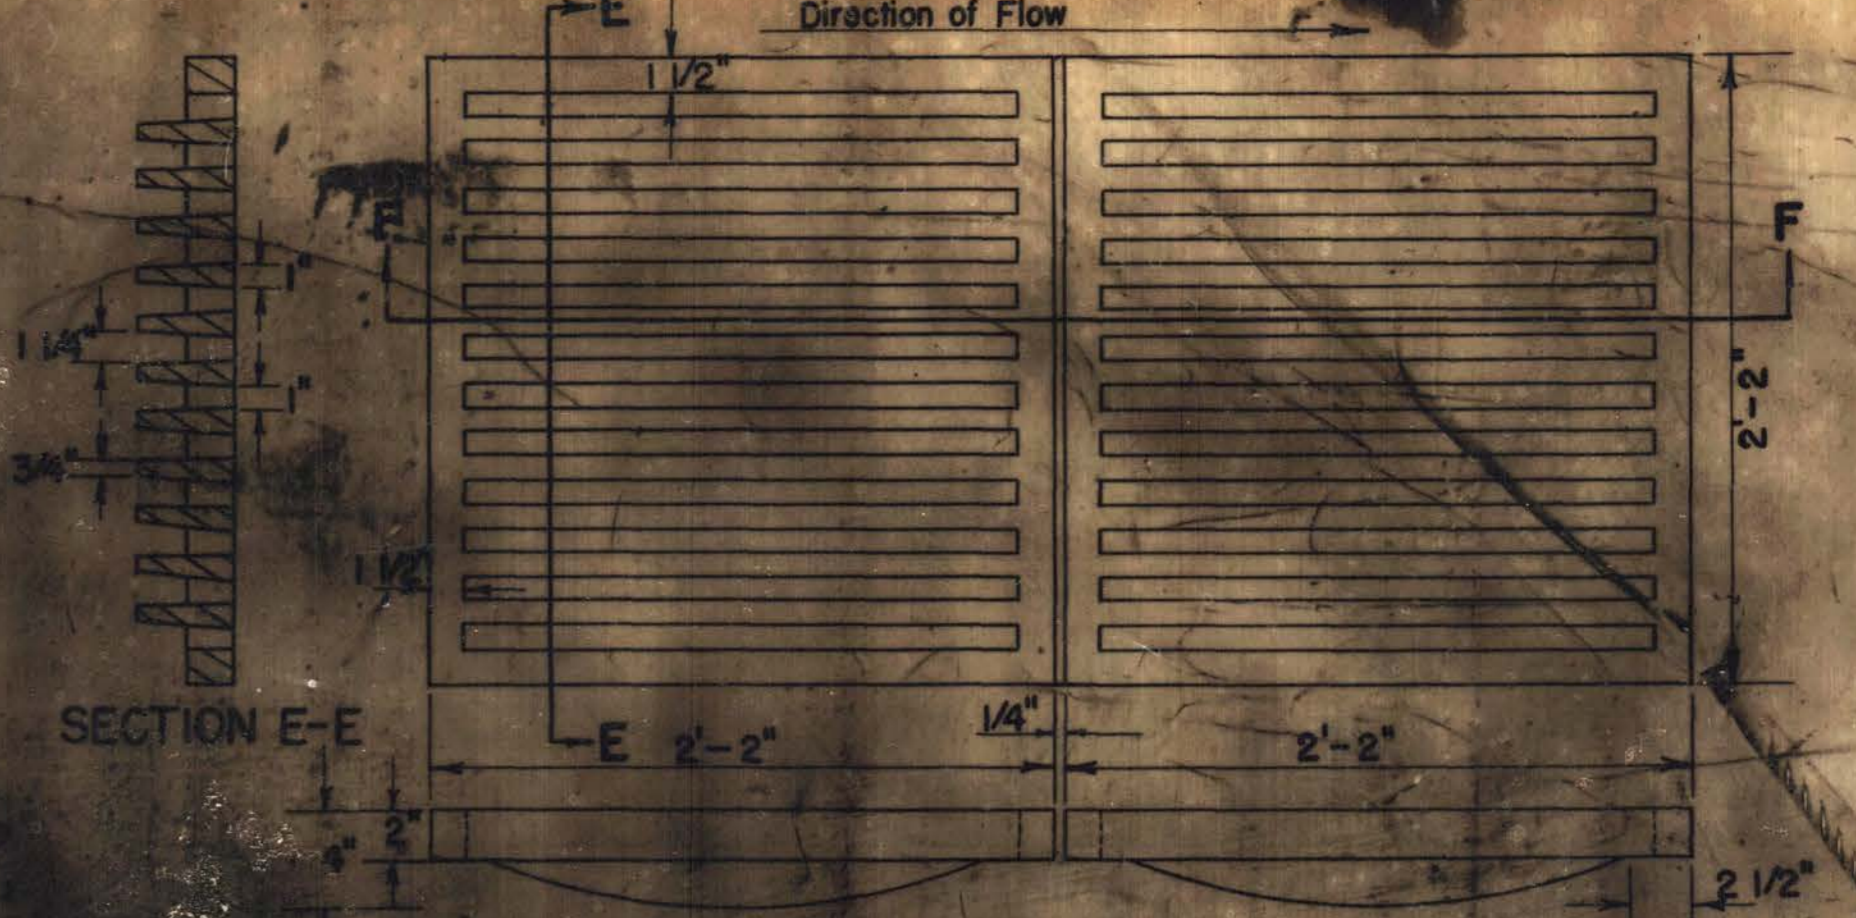 E
Direction of Flow
1 1/2"
F
F
1"
1 1/4"
1"
2'-2"
3/4"
1 1/2"
SECTION E-E
E
2'-2"
1/4"
2'-2"
2"
4"
2 1/2"